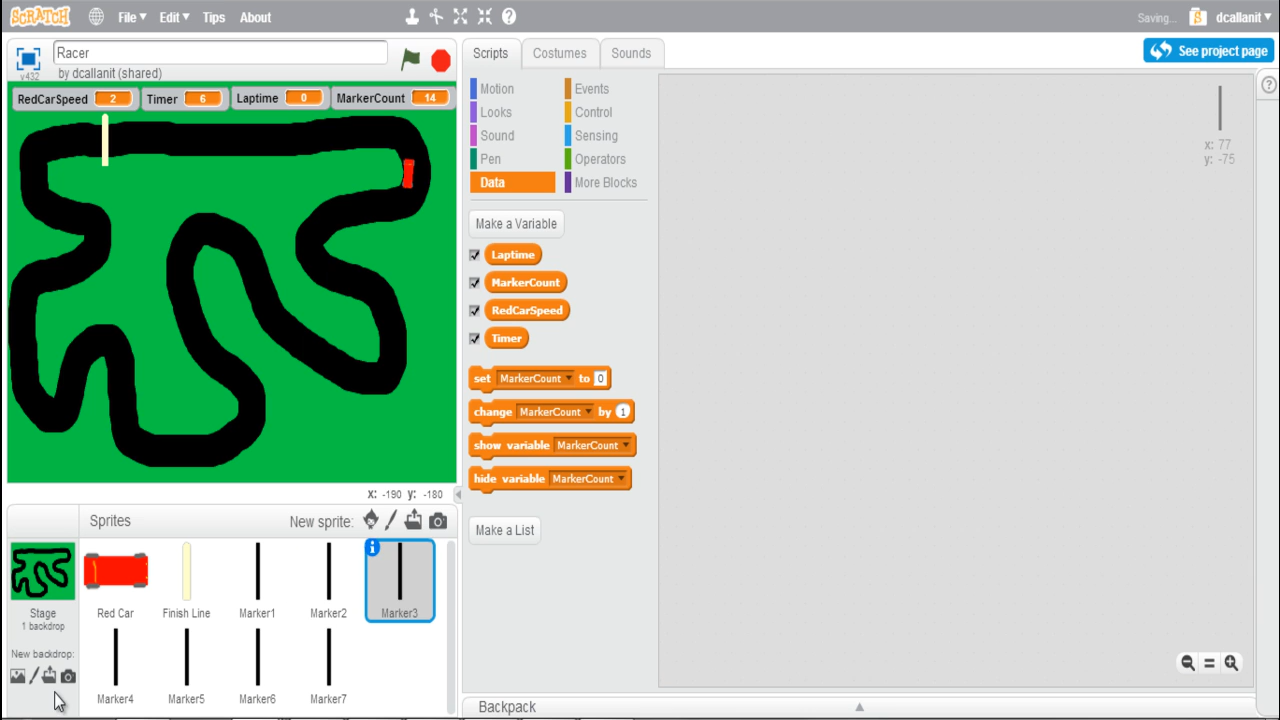 SCRATCH File Edit Tips About Saving... dcallanit
Racer
by dcallanit (shared)
v432
Scripts Costumes Sounds
See project page
RedCarSpeed 2 Timer 6 Laptime 0 MarkerCount 14
Motion Events
Looks Control
Sound Sensing
Pen Operators
Data More Blocks
Make a Variable
Laptime
MarkerCount
RedCarSpeed
Timer
set MarkerCount to 0
change MarkerCount by 1
show variable MarkerCount
hide variable MarkerCount
Make a List
x: 77
y: -75
x: -190 y: -180
Sprites New sprite:
Stage
1 backdrop
New backdrop:
Red Car Finish Line Marker1 Marker2 Marker3
Marker4 Marker5 Marker6 Marker7
Backpack